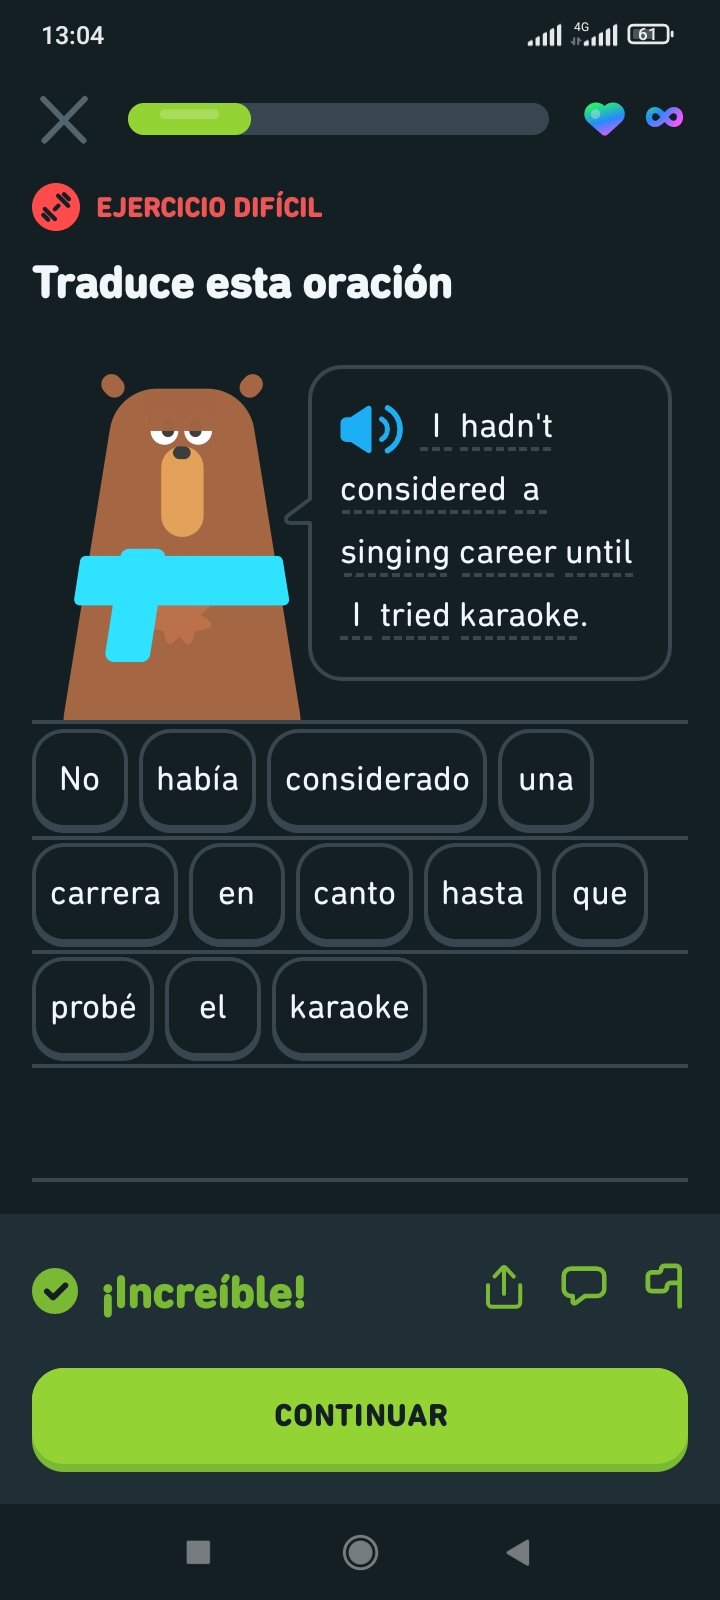 13:04
4G
61
EJERCICIO DIFÍCIL
Traduce esta oración
I hadn't
considered a
singing career until
I tried karaoke.
No había considerado una
carrera en canto hasta que
probé el karaoke
¡Increíble!
CONTINUAR